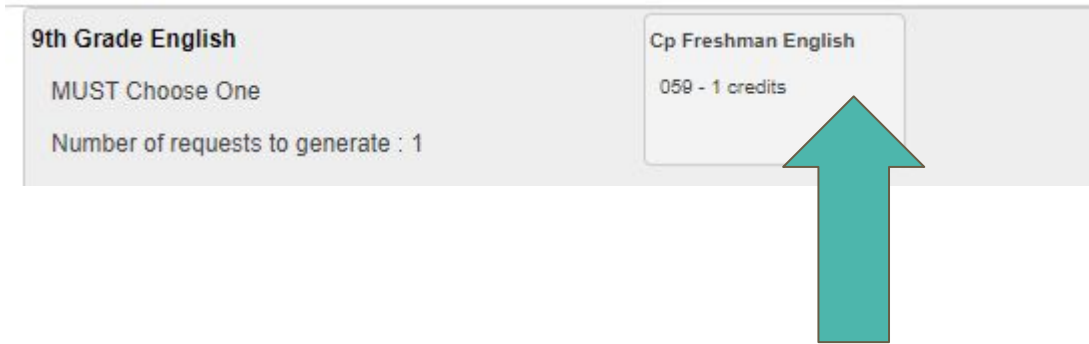 9th Grade English
MUST Choose One
Number of requests to generate : 1
Cp Freshman English
059 - 1 credits